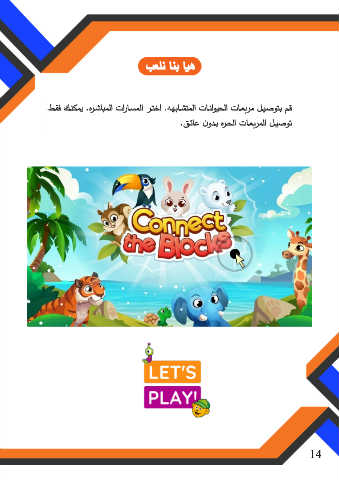 هيا بنا نلعب
قم بتوصيل مربعات الحيوانات المتشابهه. اختر المسارات المباشره. يمكنك فقط
توصيل المربعات الحره بدون عائق.
Connect
the Blocks
LET'S
PLAY!
14